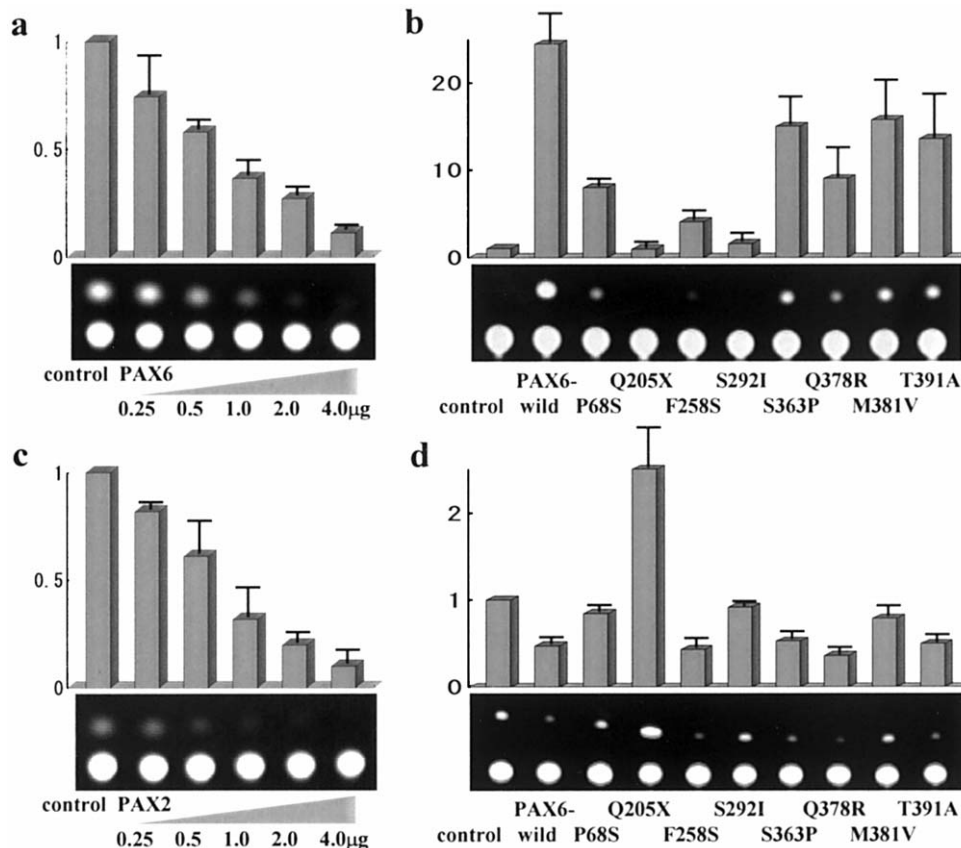 a
1
0.5
0
control PAX6
0.25 0.5 1.0 2.0 4.0μg
b
20
10
0
PAX6- Q205X S292I Q378R T391A
control wild P68S F258S S363P M381V
c
1
0.5
0
control PAX2
0.25 0.5 1.0 2.0 4.0μg
d
2
1
0
PAX6- Q205X S292I Q378R T391A
control wild P68S F258S S363P M381V